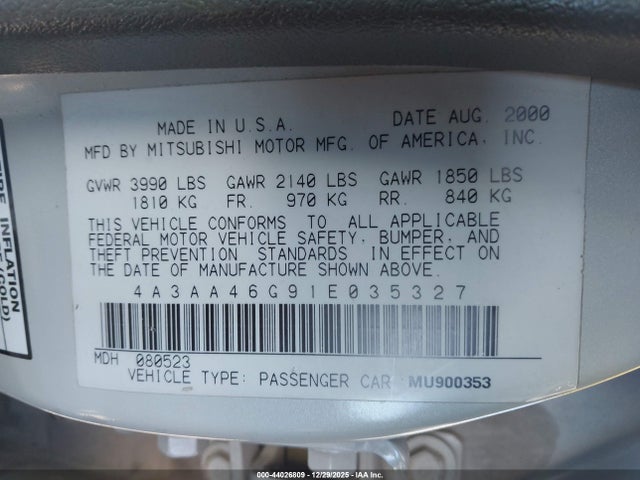 MADE IN U.S.A. DATE AUG. 2000
MFD BY MITSUBISHI MOTOR MFG. OF AMERICA, INC.
GVWR 3990 LBS GAWR 2140 LBS GAWR 1850 LBS
1810 KG FR. 970 KG RR. 840 KG
THIS VEHICLE CONFORMS TO ALL APPLICABLE
FEDERAL MOTOR VEHICLE SAFETY, BUMPER, AND
THEFT PREVENTION STANDARDS IN EFFECT ON
THE DATE OF MANUFACTURE SHOWN ABOVE.
4A3AA46G91E035327
MDH 080523
VEHICLE TYPE: PASSENGER CAR MU900353
INFLATION
(COLD)
000-44026809 - 12/29/2025 - IAA Inc.